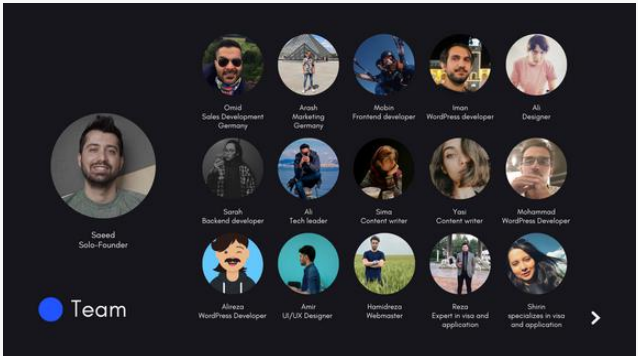 Omid
Sales Development
Germany
Arash
Marketing
Germany
Mobin
Frontend developer
Iman
WordPress developer
Ali
Designer
Saeed
Solo-Founder
Sarah
Backend developer
Ali
Tech leader
Sima
Content writer
Yasi
Content writer
Mohammad
WordPress Developer
Alireza
WordPress Developer
Amir
UI/UX Designer
Hamidreza
Webmaster
Reza
Expert in visa and
application
Shirin
specializes in visa
and application
Team